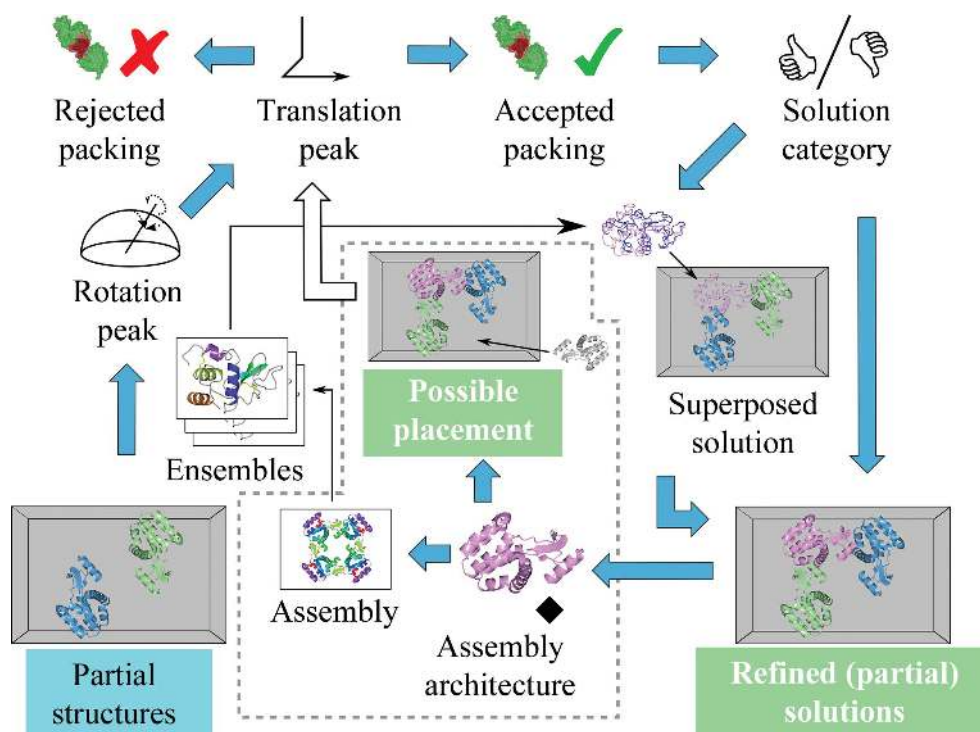 Rejected
packing
Translation
peak
Accepted
packing
Solution
category
Rotation
peak
Possible
placement
Superposed
solution
Ensembles
Assembly
Assembly
architecture
Partial
structures
Refined (partial)
solutions